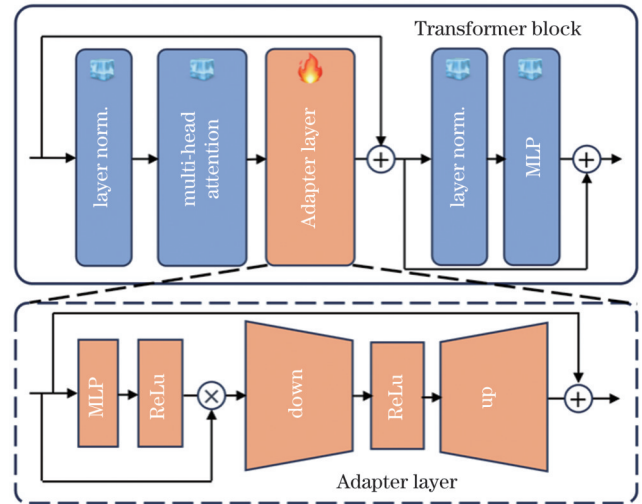 Transformer block
layer norm.
multi-head
attention
Adapter layer
+
layer norm.
MLP
+
MLP
ReLu
×
down
ReLu
up
+
Adapter layer